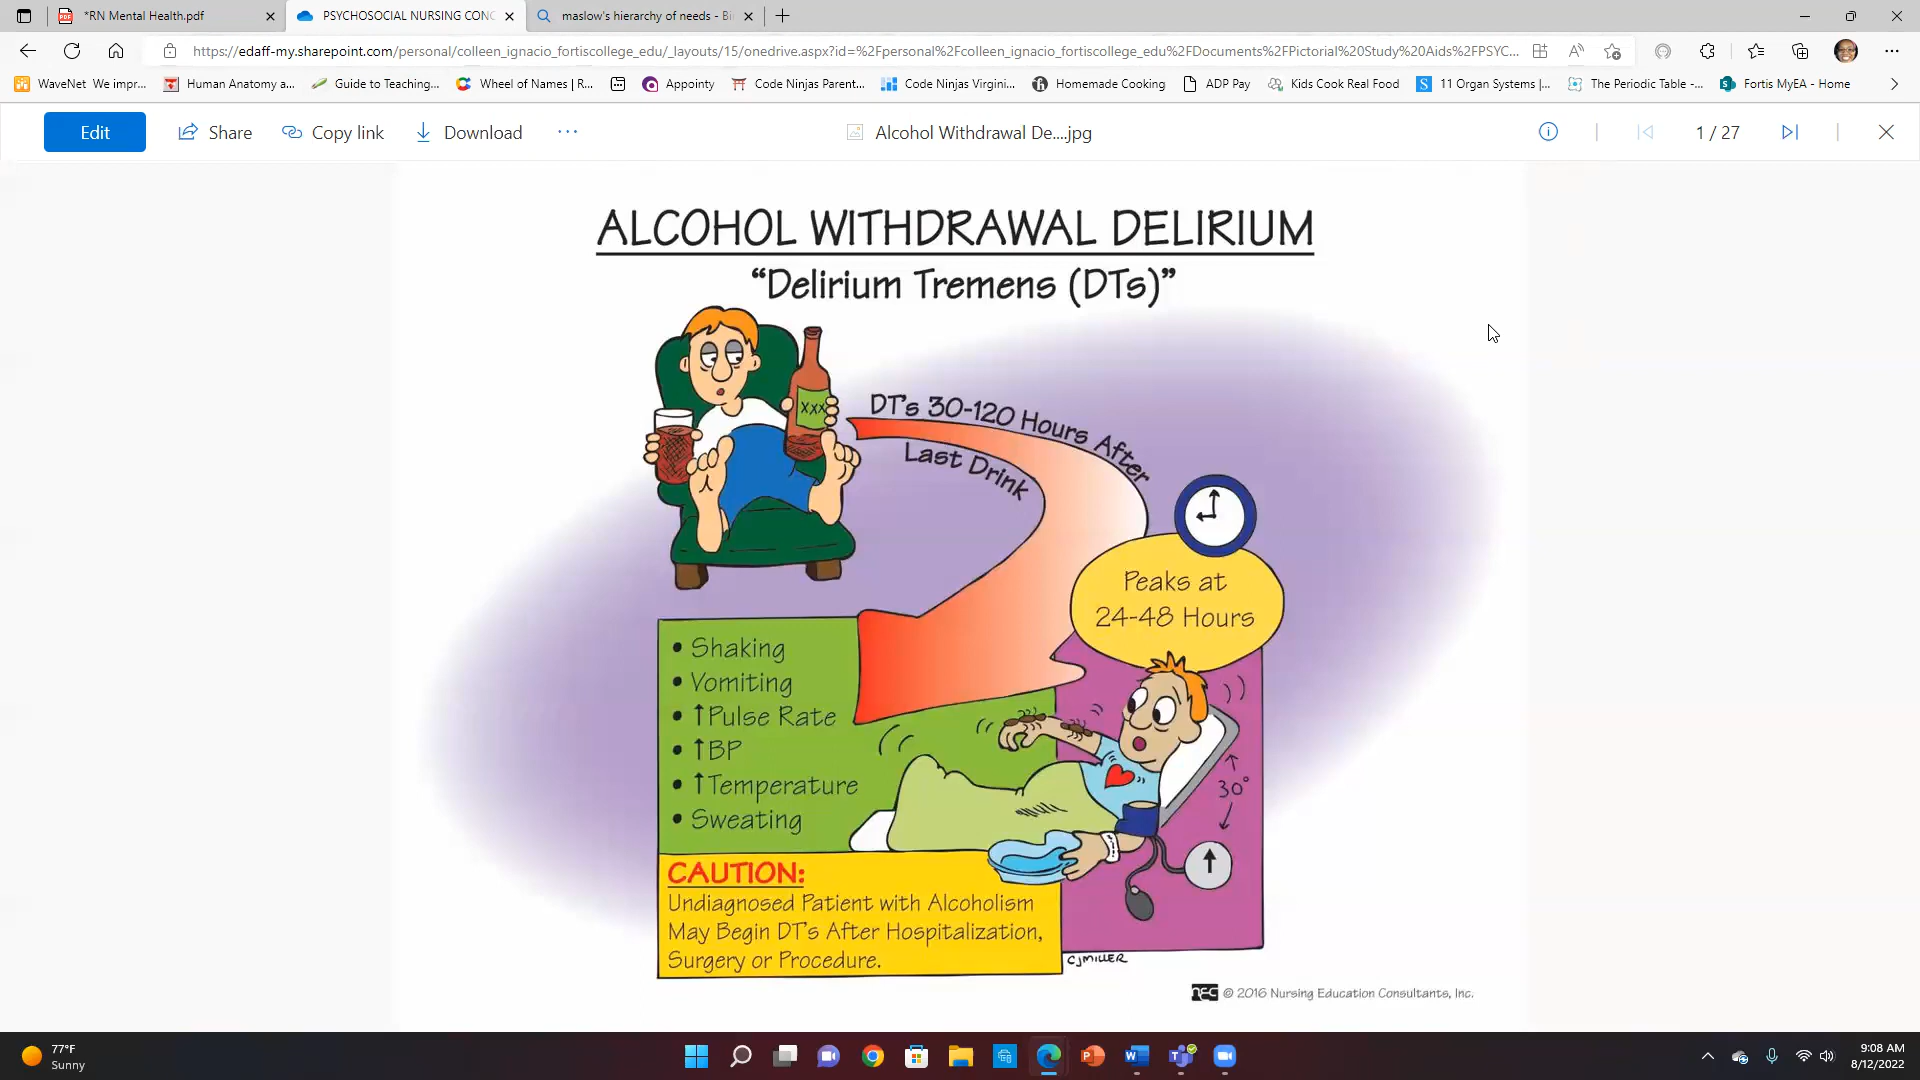 *RN Mental Health.pdf
PSYCHOSOCIAL NURSING CONC
maslow's hierarchy of needs - Bi
https://edaff-my.sharepoint.com/personal/colleen_ignacio_fortiscollege_edu/_layouts/15/onedrive.aspx?id=%2Fpersonal%2Fcolleen_ignacio_fortiscollege_edu%2FDocuments%2FPictorial%20Study%20Aids%2FPSYC...
WaveNet We impr...
Human Anatomy a...
Guide to Teaching...
Wheel of Names | R...
Appointy
Code Ninjas Parent...
Code Ninjas Virgini...
Homemade Cooking
ADP Pay
Kids Cook Real Food
11 Organ Systems |...
The Periodic Table -...
Fortis MyEA - Home
Edit
Share
Copy link
Download
Alcohol Withdrawal De....jpg
1 / 27
ALCOHOL WITHDRAWAL DELIRIUM
“Delirium Tremens (DTs)”
XXX
DT's 30-120 Hours After
Last Drink
Peaks at
24-48 Hours
• Shaking
• Vomiting
• ↑Pulse Rate
• ↑BP
• ↑Temperature
• Sweating
30°
CAUTION:
Undiagnosed Patient with Alcoholism
May Begin DT's After Hospitalization,
Surgery or Procedure.
CJMILLER
nec © 2016 Nursing Education Consultants, Inc.
77°F
Sunny
9:08 AM
8/12/2022